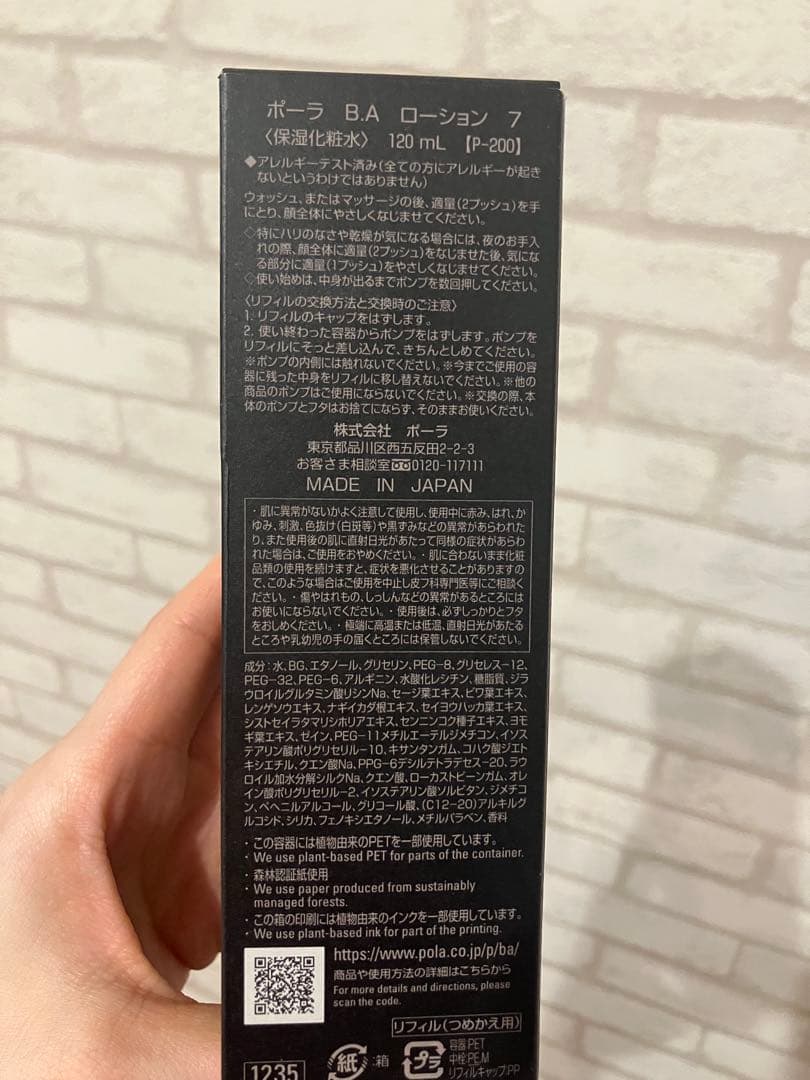 ポーラ B.A ローション 7
〈保湿化粧水〉 120 mL 【P-200】
◆アレルギーテスト済み(全ての方にアレルギーが起き
ないというわけではありません)
ウォッシュ、またはマッサージの後、適量(2プッシュ)を手
にとり、顔全体にやさしくなじませてください。
◇特にハリのなさや乾燥が気になる場合には、夜のお手入
れの際、顔全体に適量(2プッシュ)をなじませた後、気にな
る部分に適量(1プッシュ)をやさしくなじませてください。
◇使い始めは、中身が出るまでポンプを数回押してください。
〈リフィルの交換方法と交換時のご注意〉
1. リフィルのキャップをはずします。
2. 使い終わった容器からポンプをはずします。ポンプを
リフィルにそっと差し込んで、きちんとしめてください。
※ポンプの内側には触れないでください。※今までご使用の容
器に残った中身をリフィルに移し替えないでください。※他の
商品のポンプはご使用にならないでください。※交換の際、本
体のポンプとフタはお捨てにならず、そのままお使いください。
株式会社 ポーラ
東京都品川区西五反田2-2-3
お客さま相談室 0120-117111
MADE IN JAPAN
・肌に異常がないかよく注意して使用し、使用中に赤み、はれ、か
ゆみ、刺激、色抜け(白斑等)や黒ずみなどの異常があらわれた
り、また使用後の肌に直射日光があたって同様の症状があらわ
れた場合は、ご使用をおやめください。・肌に合わないまま化粧
品類の使用を続けますと、症状を悪化させることがありますの
で、このような場合はご使用を中止し皮フ科専門医等にご相談く
ださい。・傷やはれもの、しっしんなどの異常があるところには
お使いにならないでください。・使用後は、必ずしっかりとフタ
をおしめください。・極端に高温または低温、直射日光があたる
ところや乳幼児の手の届くところには保管しないでください。
成分：水、BG、エタノール、グリセリン、PEG-8、グリセレス-12、
PEG-32、PEG-6、アルギニン、水酸化レシチン、糖脂質、ジラ
ウロイルグルタミン酸リシンNa、セージ葉エキス、ビワ葉エキス、
レンゲソウエキス、ナギイカダ根エキス、セイヨウハッカ葉エキス、
シストセイラタマリシホリアエキス、センニンコク種子エキス、ヨモ
ギ葉エキス、ゼイン、PEG-11メチルエーテルジメチコン、イソス
テアリン酸ポリグリセリル-10、キサンタンガム、コハク酸ジエト
キシエチル、クエン酸Na、PPG-6デシルテトラデセス-20、ラウ
ロイル加水分解シルクNa、クエン酸、ローカストビーンガム、オレ
イン酸ポリグリセリル-2、イソステアリン酸ソルビタン、ジメチコ
ン、ベヘニルアルコール、グリコール酸、(C12-20)アルキルグ
ルコシド、シリカ、フェノキシエタノール、メチルパラベン、香料
・この容器には植物由来のPETを一部使用しています。
・We use plant-based PET for parts of the container.
・森林認証紙使用
・We use paper produced from sustainably
managed forests.
・この箱の印刷には植物由来のインクを一部使用しています。
・We use plant-based ink for part of the printing.
https://www.pola.co.jp/p/ba/
商品や使用方法の詳細はこちらから
For more details and directions, please
scan the code.
リフィル(つめかえ用)
1235
紙
:箱
プラ
容器:PET
中栓:PE,M
リフィルキャップ:PP